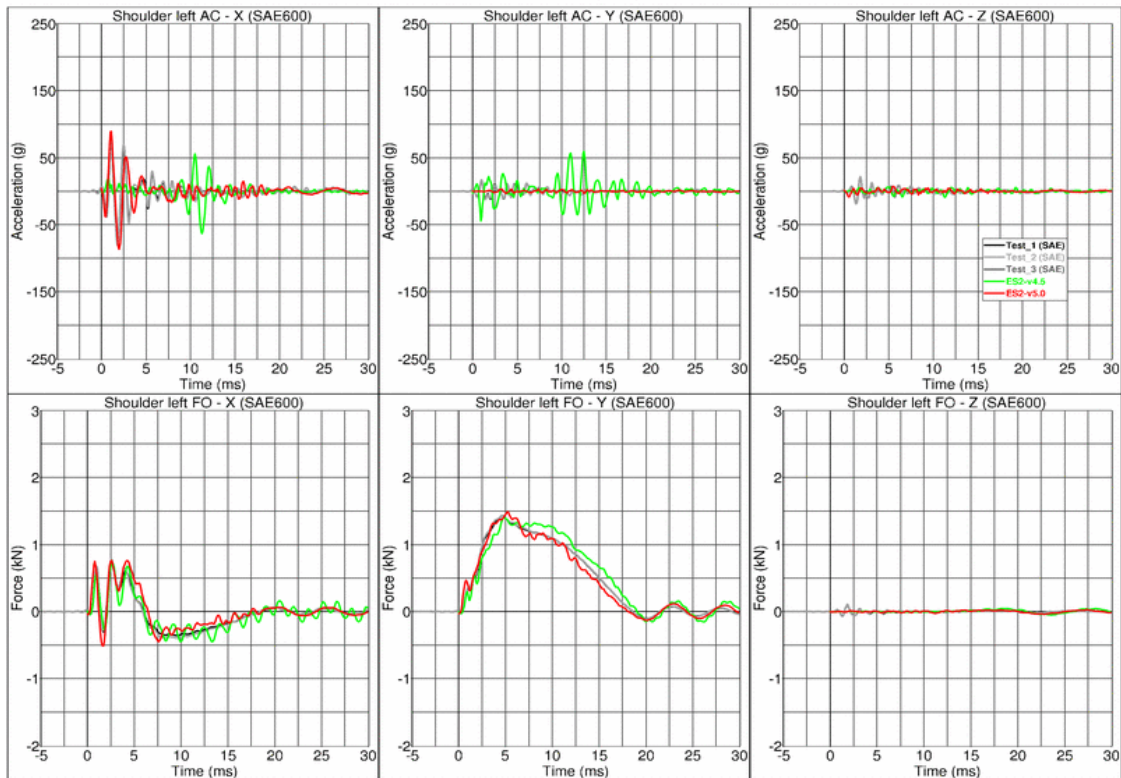 Shoulder left AC - X (SAE600)
Acceleration (g)
250
150
50
-50
-150
-250
-5 0 5 10 15 20 25 30
Time (ms)
Shoulder left AC - Y (SAE600)
Acceleration (g)
250
150
50
-50
-150
-250
-5 0 5 10 15 20 25 30
Time (ms)
Shoulder left AC - Z (SAE600)
Acceleration (g)
250
150
50
-50
-150
-250
Test_1 (SAE)
Test_2 (SAE)
Test_3 (SAE)
ES2-v4.5
ES2-v5.0
-5 0 5 10 15 20 25 30
Time (ms)
Shoulder left FO - X (SAE600)
Force (kN)
3
2
1
0
-1
-2
-5 0 5 10 15 20 25 30
Time (ms)
Shoulder left FO - Y (SAE600)
Force (kN)
3
2
1
0
-1
-2
-5 0 5 10 15 20 25 30
Time (ms)
Shoulder left FO - Z (SAE600)
Force (kN)
3
2
1
0
-1
-2
-5 0 5 10 15 20 25 30
Time (ms)